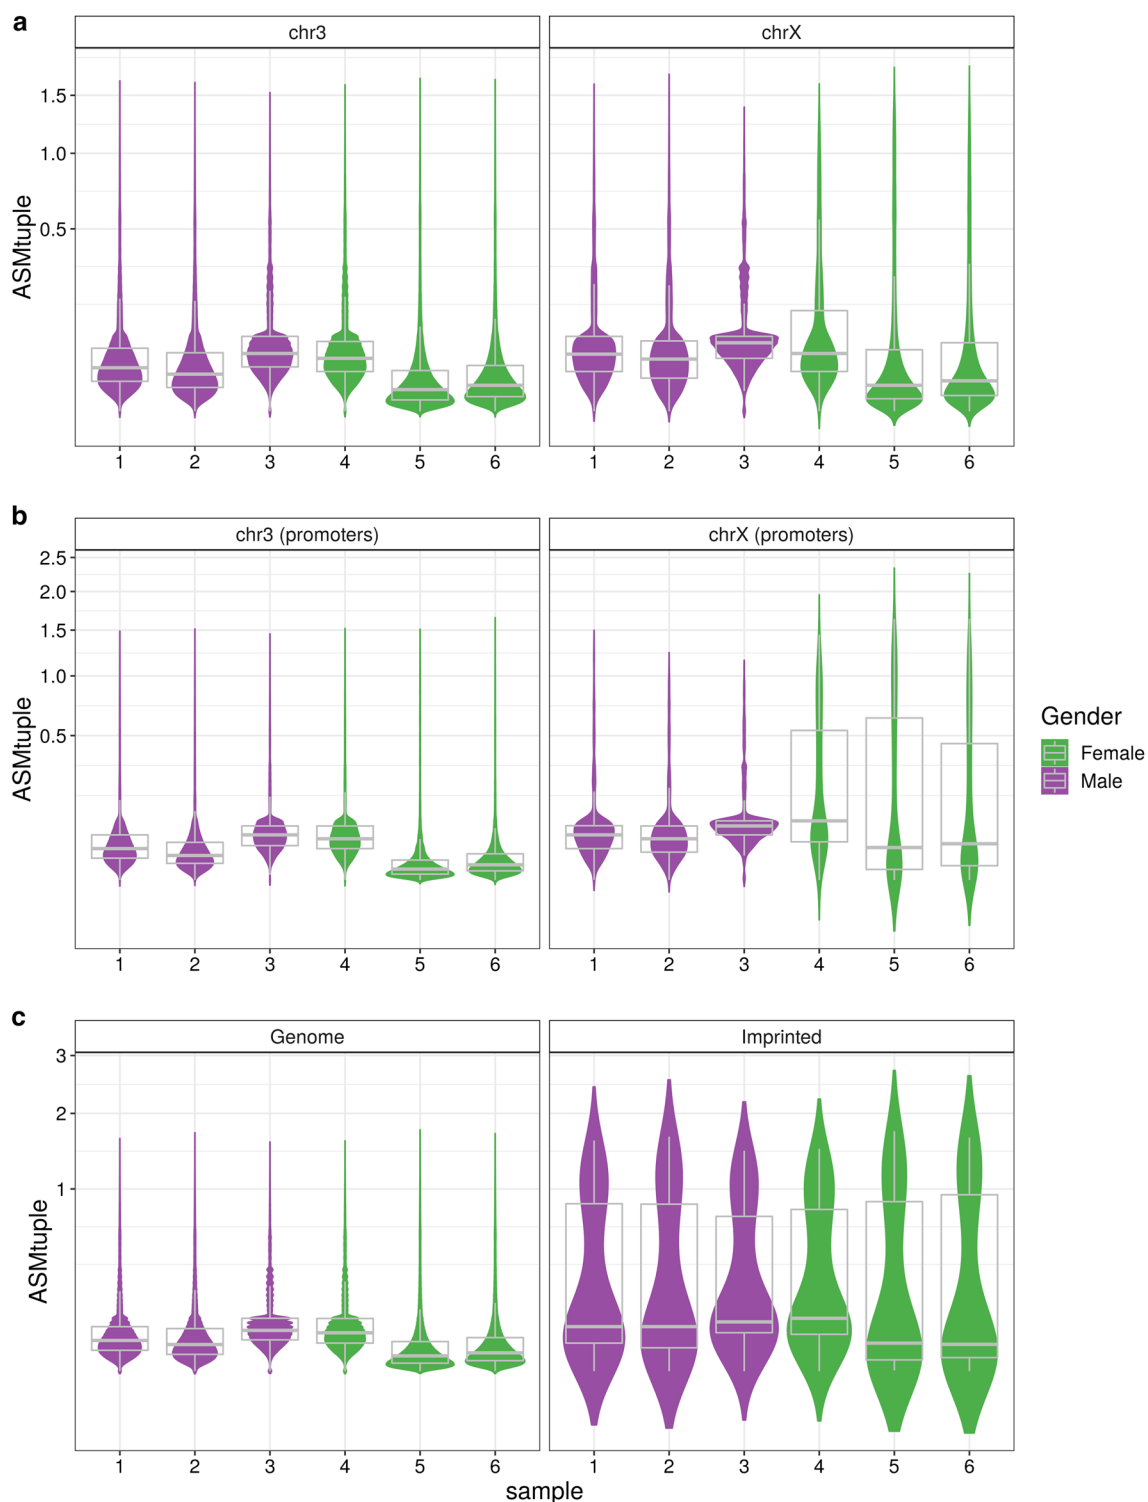 a
chr3 chrX
1.5
1.0
0.5
ASMtuple
1 2 3 4 5 6 1 2 3 4 5 6
b
chr3 (promoters) chrX (promoters)
2.5
2.0
1.5
1.0
0.5
ASMtuple
1 2 3 4 5 6 1 2 3 4 5 6
Gender
Female
Male
c
Genome Imprinted
3
2
1
ASMtuple
1 2 3 4 5 6 1 2 3 4 5 6
sample